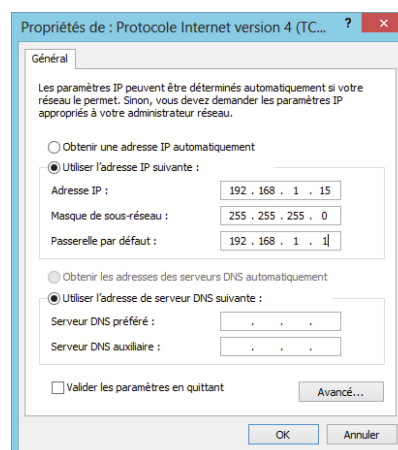 Propriétés de : Protocole Internet version 4 (TC... ? ×
Général
Les paramètres IP peuvent être déterminés automatiquement si votre
réseau le permet. Sinon, vous devez demander les paramètres IP
appropriés à votre administrateur réseau.
Obtenir une adresse IP automatiquement
Utiliser l'adresse IP suivante :
Adresse IP : 192 . 168 . 1 . 15
Masque de sous-réseau : 255 . 255 . 255 . 0
Passerelle par défaut : 192 . 168 . 1 . 1
Obtenir les adresses des serveurs DNS automatiquement
Utiliser l'adresse de serveur DNS suivante :
Serveur DNS préféré : . . .
Serveur DNS auxiliaire : . . .
Valider les paramètres en quittant
Avancé...
OK Annuler